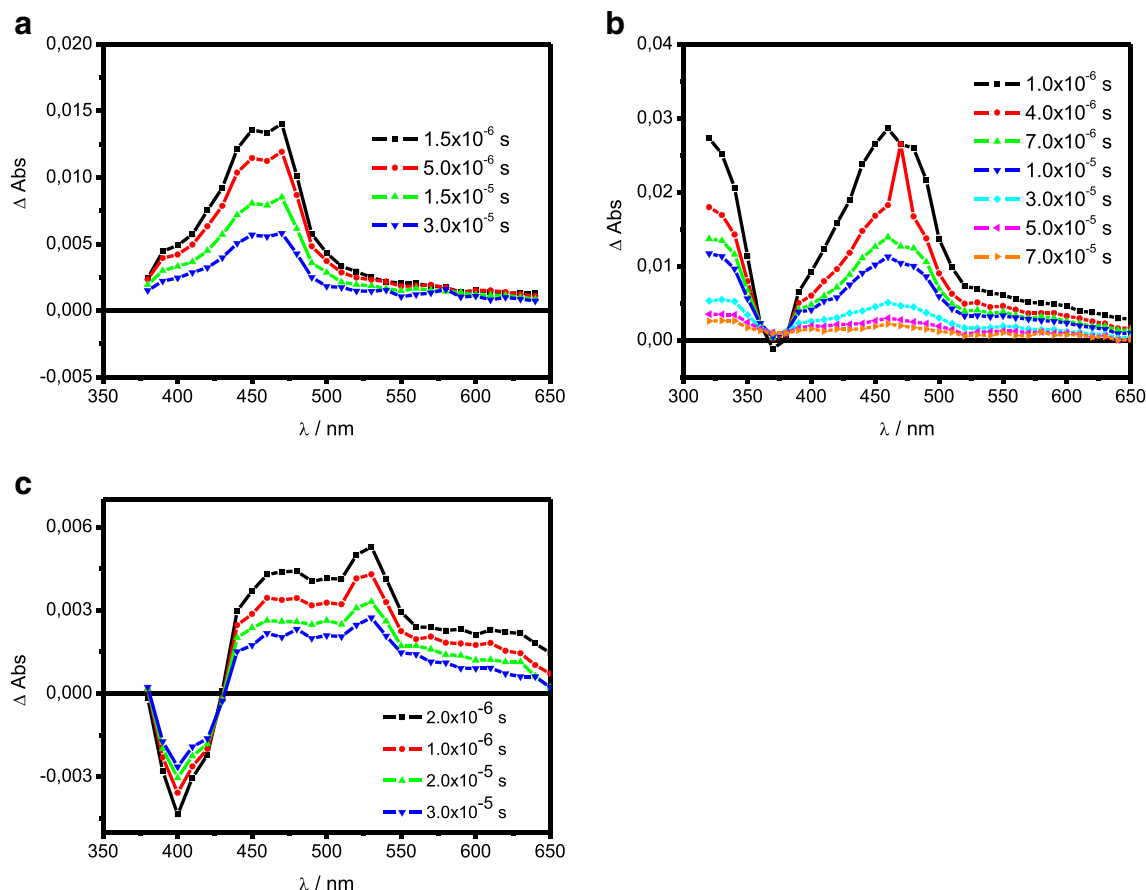 a
0,020
0,015
0,010
0,005
0,000
-0,005
Δ Abs
1.5x10⁻⁶ s
5.0x10⁻⁶ s
1.5x10⁻⁵ s
3.0x10⁻⁵ s
350 400 450 500 550 600 650
λ / nm
b
0,04
0,03
0,02
0,01
0,00
Δ Abs
1.0x10⁻⁶ s
4.0x10⁻⁶ s
7.0x10⁻⁶ s
1.0x10⁻⁵ s
3.0x10⁻⁵ s
5.0x10⁻⁵ s
7.0x10⁻⁵ s
300 350 400 450 500 550 600 650
λ / nm
c
0,006
0,003
0,000
-0,003
Δ Abs
2.0x10⁻⁶ s
1.0x10⁻⁶ s
2.0x10⁻⁵ s
3.0x10⁻⁵ s
350 400 450 500 550 600 650
λ / nm